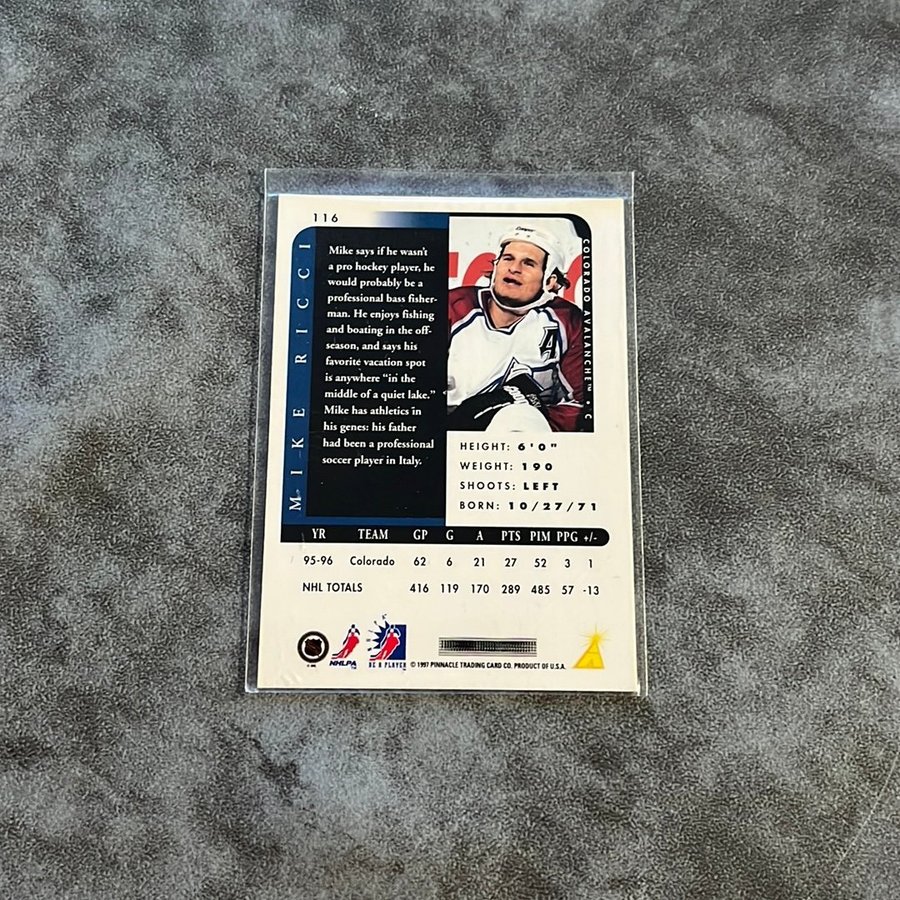 116
MIKE RICCI
Mike says if he wasn't
a pro hockey player, he
would probably be a
professional bass fisher-
man. He enjoys fishing
and boating in the off-
season, and says his
favorite vacation spot
is anywhere "in the
middle of a quiet lake."
Mike has athletics in
his genes: his father
had been a professional
soccer player in Italy.
Cooper
A
COLORADO AVALANCHE™ • C
HEIGHT: 6'0"
WEIGHT: 190
SHOOTS: LEFT
BORN: 10/27/71
YR TEAM GP G A PTS PIM PPG +/-
95-96 Colorado 62 6 21 27 52 3 1
NHL TOTALS 416 119 170 289 485 57 -13
NHLPA
BE A PLAYER
© 1997 PINNACLE TRADING CARD CO. PRODUCT OF U.S.A.